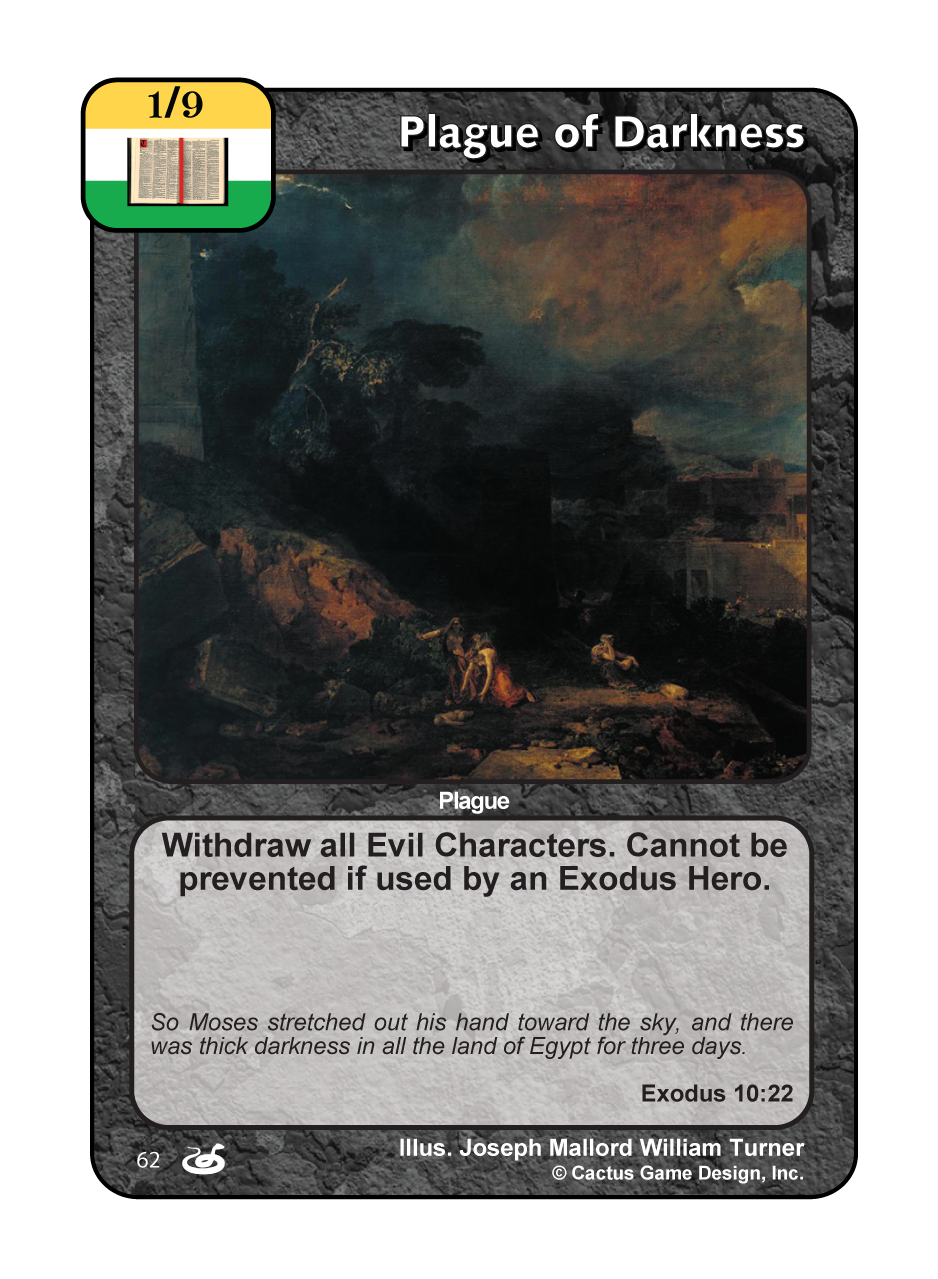 1/9
Plague of Darkness
Plague
Withdraw all Evil Characters. Cannot be
prevented if used by an Exodus Hero.
So Moses stretched out his hand toward the sky, and there
was thick darkness in all the land of Egypt for three days.
Exodus 10:22
62
Illus. Joseph Mallord William Turner
© Cactus Game Design, Inc.